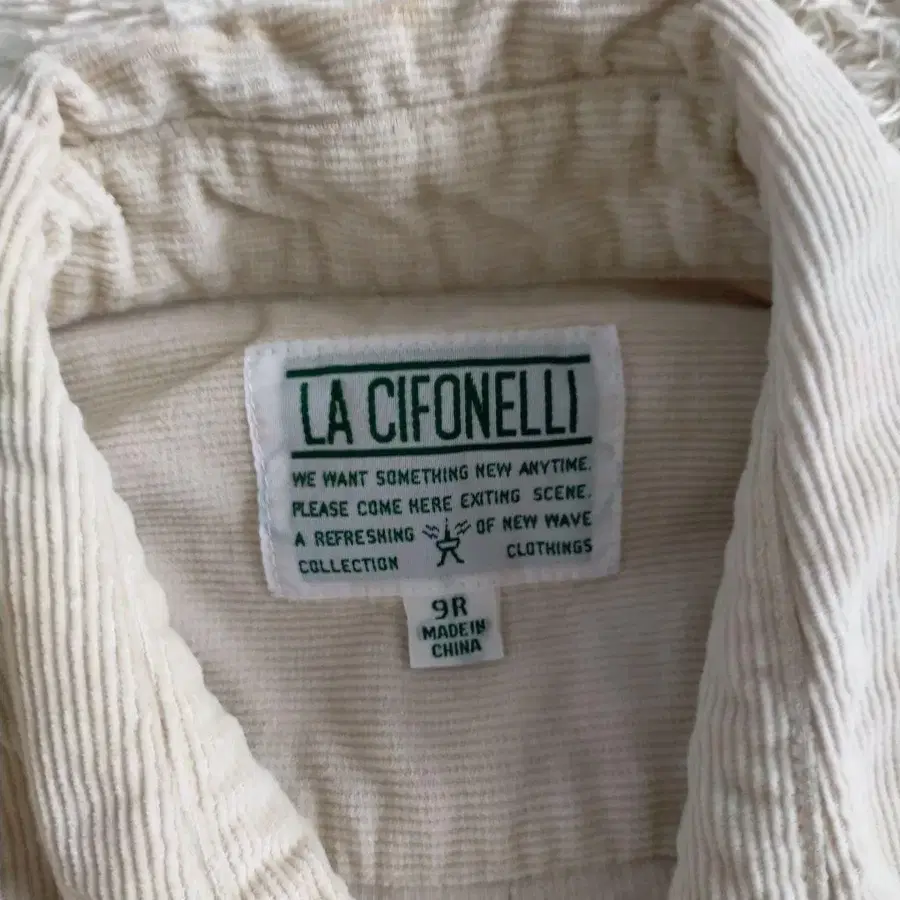 LA CIFONELLI
WE WANT SOMETHING NEW ANYTIME.
PLEASE COME HERE EXITING SCENE.
A REFRESHING OF NEW WAVE
COLLECTION CLOTHINGS
9R
MADE IN
CHINA